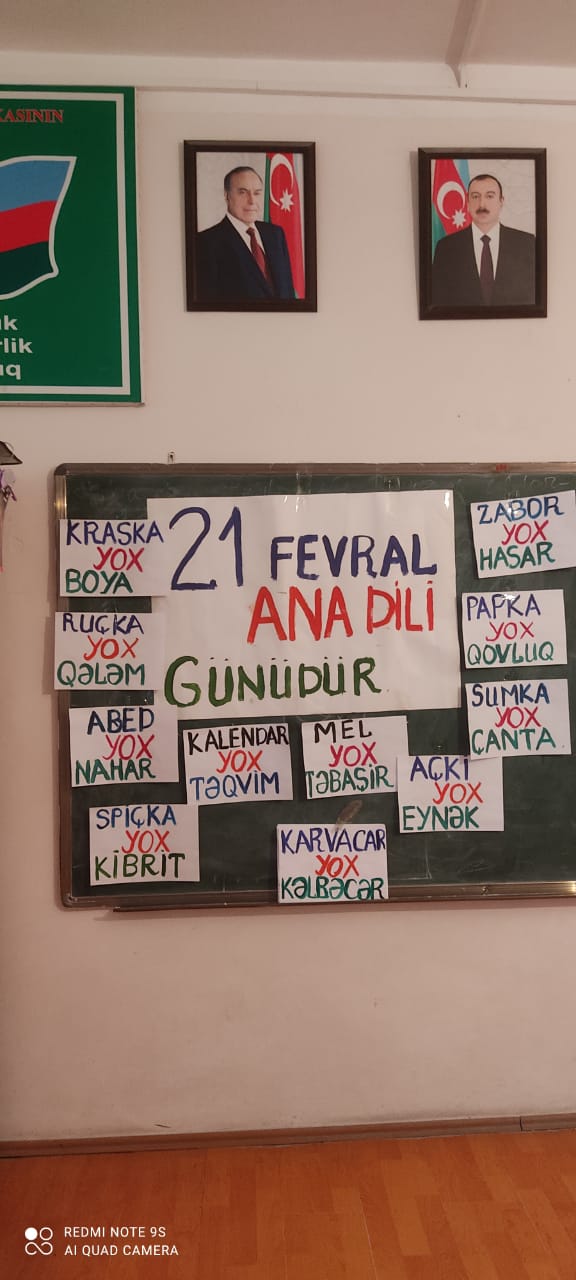 KASININ
rlik
21 FEVRAL
ANA DİLİ
GÜNÜDÜR
KRASKA
YOX
BOYA
RUÇKA
YOX
QƏLƏM
ABED
YOX
NAHAR
SPİÇKA
YOX
KİBRİT
KALENDAR
YOX
TƏQVİM
MEL
YOX
TƏBAŞİR
KARVACAR
YOX
KƏLBƏCƏR
AÇKİ
YOX
EYNƏK
ZABOR
YOX
HASAR
PAPKA
YOX
QOVLUQ
SUMKA
YOX
ÇANTA
REDMI NOTE 9S
AI QUAD CAMERA